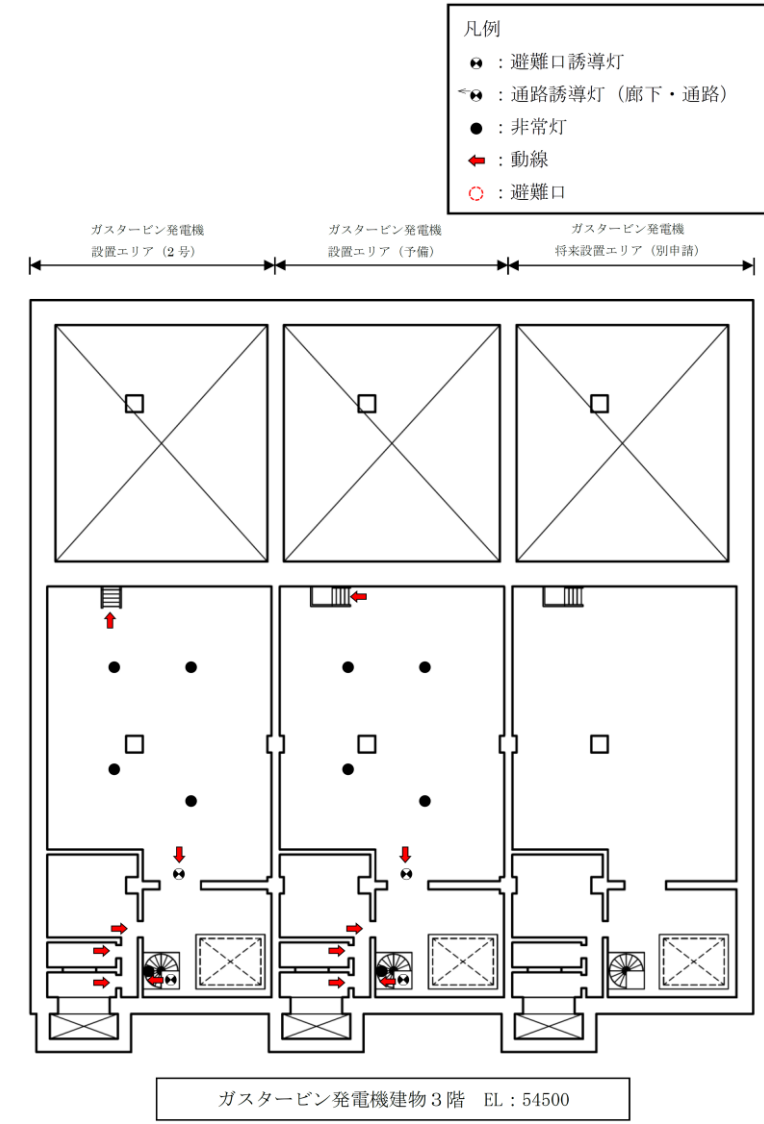 凡例
：避難口誘導灯
：通路誘導灯（廊下・通路）
：非常灯
：動線
：避難口
ガスタービン発電機
設置エリア（2号）
ガスタービン発電機
設置エリア（予備）
ガスタービン発電機
将来設置エリア（別申請）
ガスタービン発電機建物３階　EL：54500